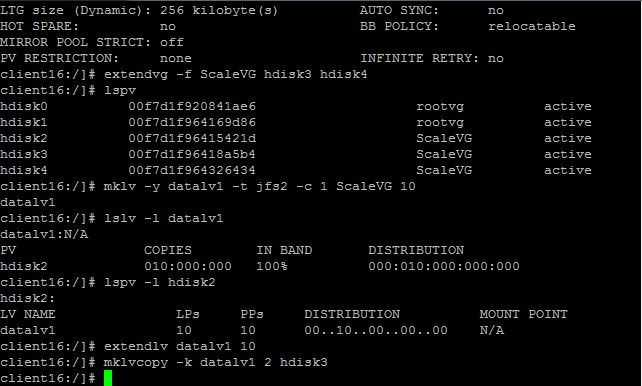 LTG size (Dynamic): 256 kilobyte(s) AUTO SYNC: no
HOT SPARE: no BB POLICY: relocatable
MIRROR POOL STRICT: off
PV RESTRICTION: none INFINITE RETRY: no
client16:/]# extendvg -f ScaleVG hdisk3 hdisk4
client16:/]# lspv
hdisk0 00f7d1f920841ae6 rootvg active
hdisk1 00f7d1f964169d86 rootvg active
hdisk2 00f7d1f96415421d ScaleVG active
hdisk3 00f7d1f96418a5b4 ScaleVG active
hdisk4 00f7d1f964326434 ScaleVG active
client16:/]# mklv -y datalv1 -t jfs2 -c 1 ScaleVG 10
datalv1
client16:/]# lslv -l datalv1
datalv1:N/A
PV COPIES IN BAND DISTRIBUTION
hdisk2 010:000:000 100% 000:010:000:000:000
client16:/]# lspv -l hdisk2
hdisk2:
LV NAME LPs PPs DISTRIBUTION MOUNT POINT
datalv1 10 10 00..10..00..00..00 N/A
client16:/]# extendlv datalv1 10
client16:/]# mklvcopy -k datalv1 2 hdisk3
client16:/]#